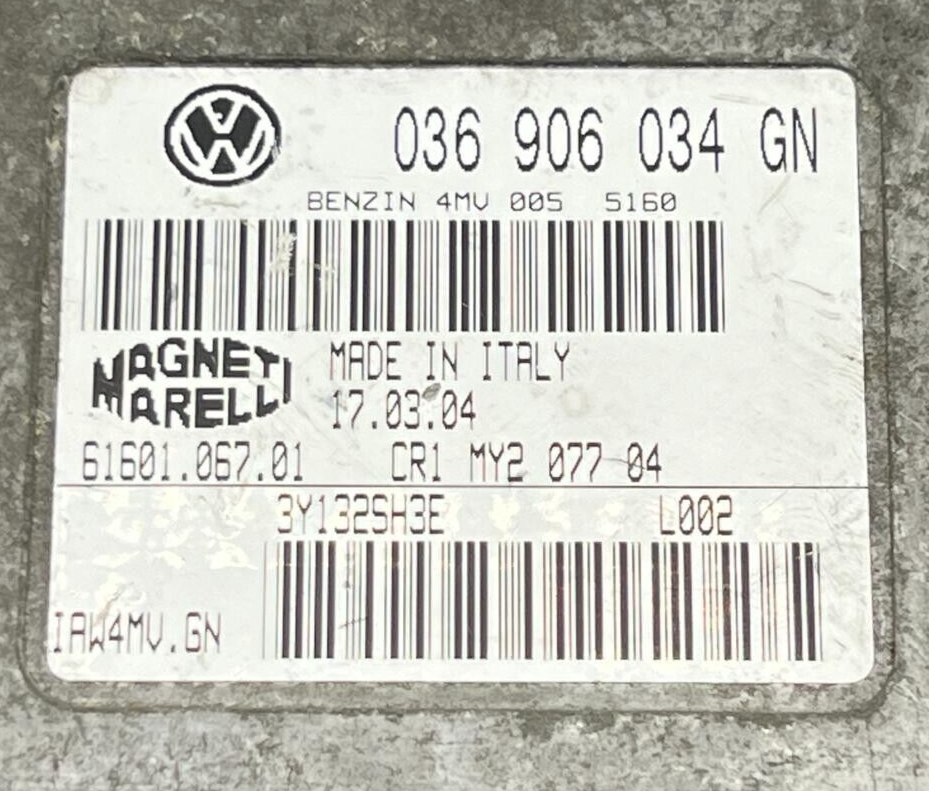 036 906 034 GN
BENZIN 4MV 005 5160
MAGNETI MARELLI
MADE IN ITALY
17.03.04
61601.067.01 CR1 MY2 077 04
3Y132SH3E L002
IAW4MV.GN